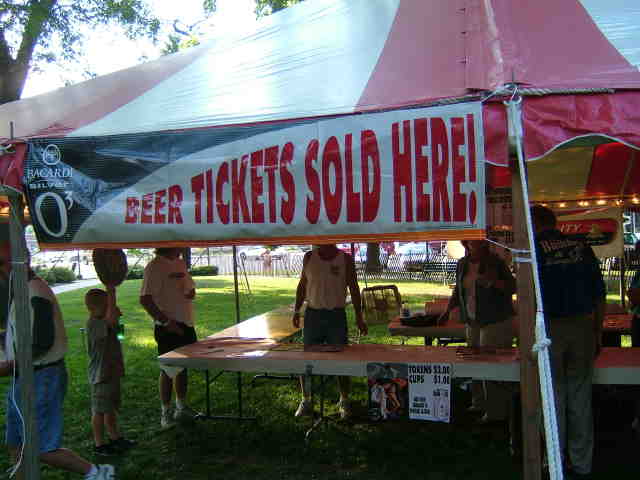 BACARDI
SILVER
O3
BEER TICKETS SOLD HERE!
TOKENS $3.00
CUPS $1.00